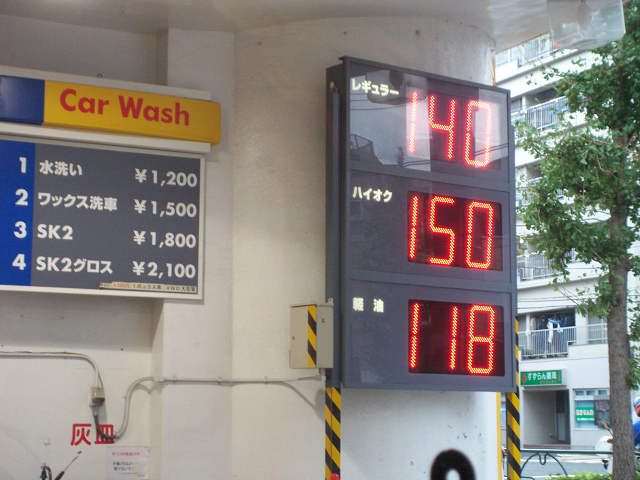 Car Wash
1 水洗い ￥1,200
2 ワックス洗車 ￥1,500
3 SK2 ￥1,800
4 SK2グロス ￥2,100
レギュラー 140
ハイオク 150
軽油 118
灰皿